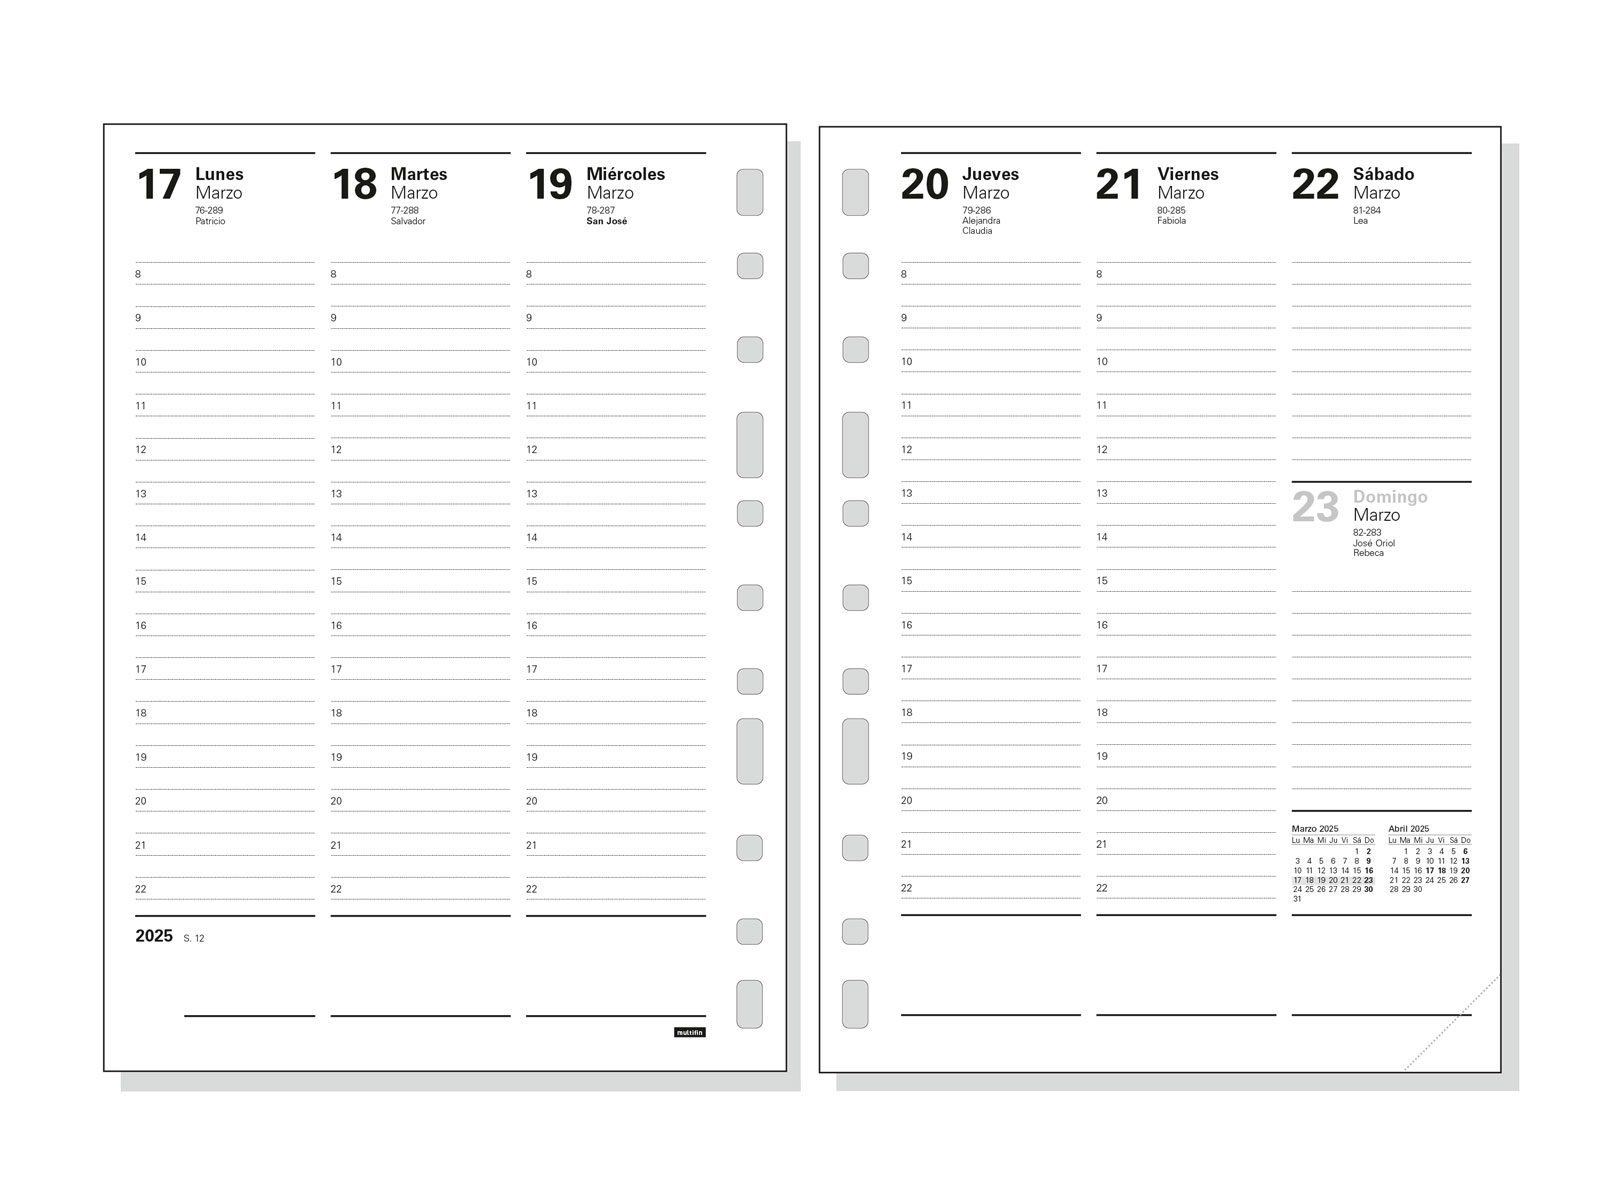 17 Lunes
Marzo
76-289
Patricio
8
9
10
11
12
13
14
15
16
17
18
19
20
21
22
18 Martes
Marzo
77-288
Salvador
8
9
10
11
12
13
14
15
16
17
18
19
20
21
22
19 Miércoles
Marzo
78-287
San José
8
9
10
11
12
13
14
15
16
17
18
19
20
21
22
2025 S. 12
multifin
20 Jueves
Marzo
79-286
Alejandra
Claudia
8
9
10
11
12
13
14
15
16
17
18
19
20
21
22
21 Viernes
Marzo
80-285
Fabiola
8
9
10
11
12
13
14
15
16
17
18
19
20
21
22
22 Sábado
Marzo
81-284
Lea
23 Domingo
Marzo
82-283
José Oriol
Rebeca
Marzo 2025
Lu Ma Mi Ju Vi Sá Do
1 2
3 4 5 6 7 8 9
10 11 12 13 14 15 16
17 18 19 20 21 22 23
24 25 26 27 28 29 30
31
Abril 2025
Lu Ma Mi Ju Vi Sá Do
1 2 3 4 5 6
7 8 9 10 11 12 13
14 15 16 17 18 19 20
21 22 23 24 25 26 27
28 29 30